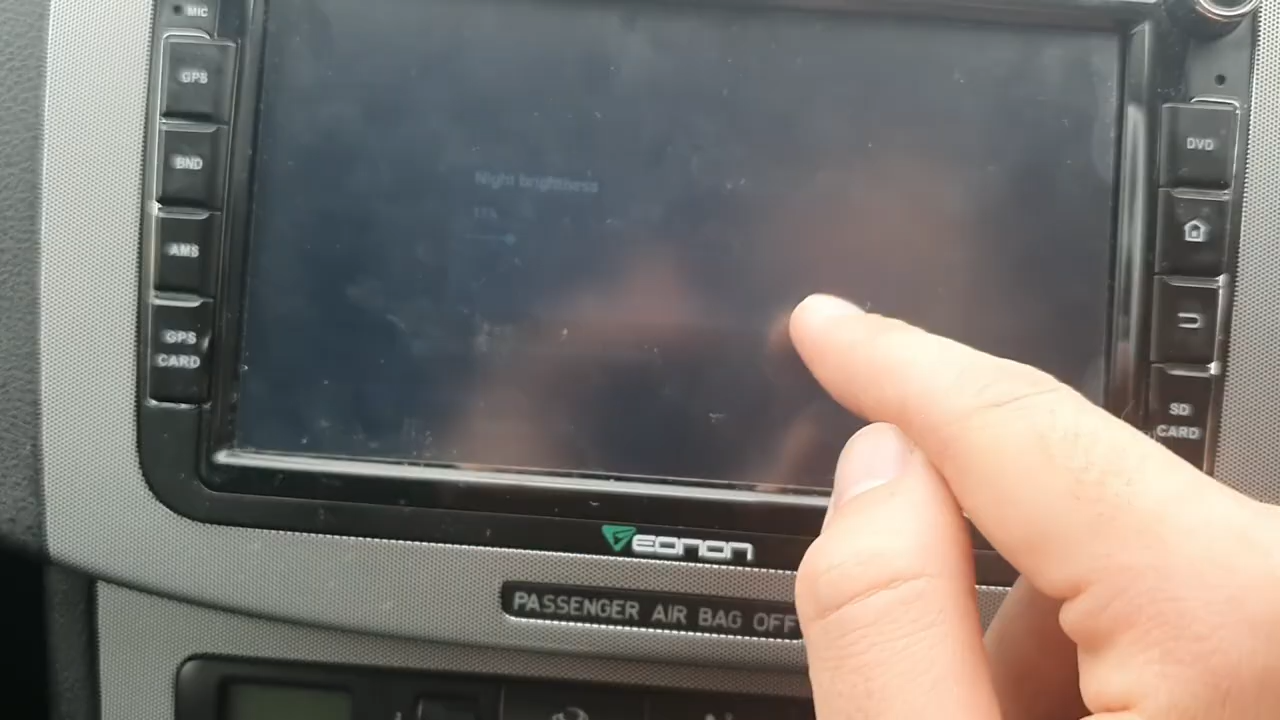 MIC
GPS
BND
AMS
GPS
CARD
Night brightness
DVD
SD
CARD
EONON
PASSENGER AIR BAG OFF